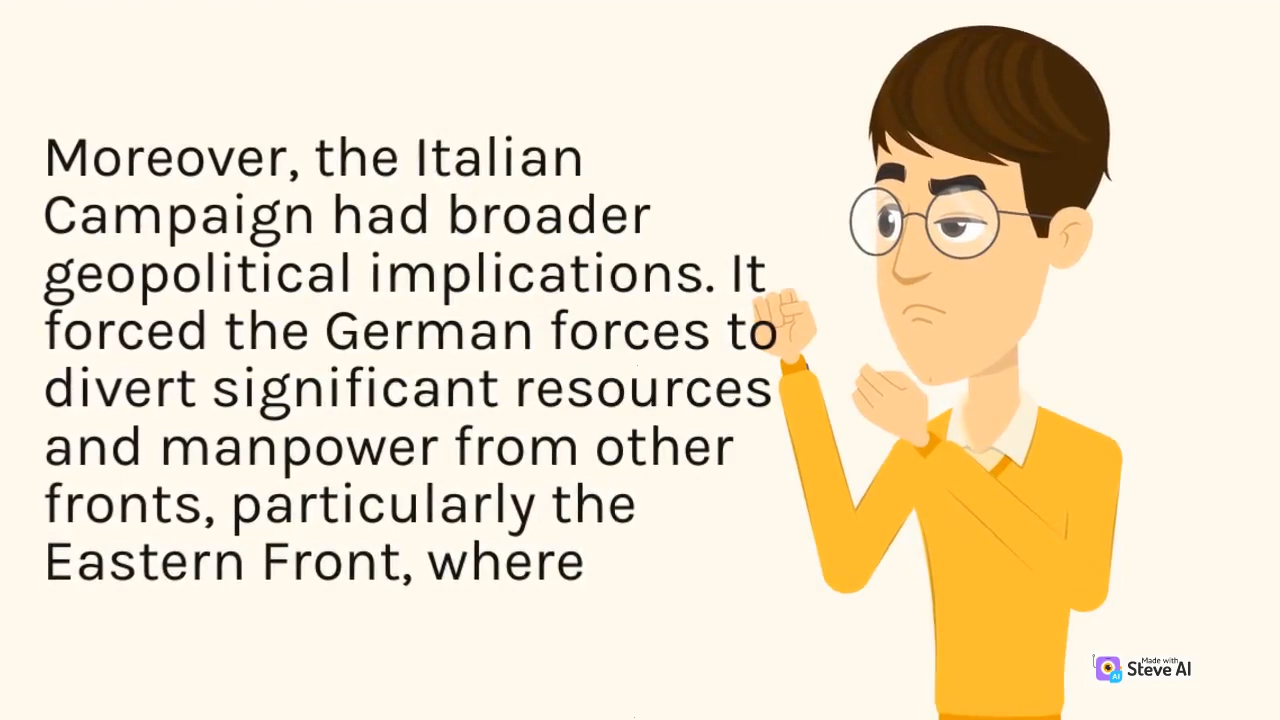 Moreover, the Italian
Campaign had broader
geopolitical implications. It
forced the German forces to
divert significant resources
and manpower from other
fronts, particularly the
Eastern Front, where
Made with
Steve AI
AI